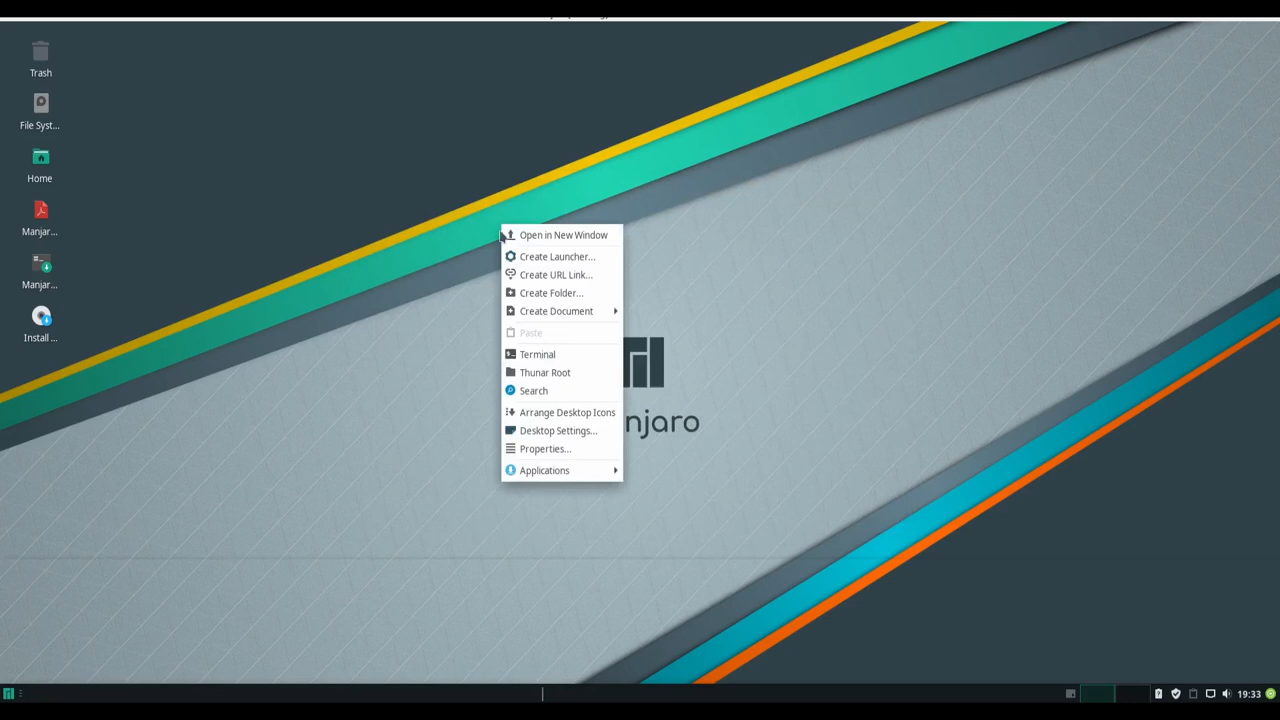 Trash
File Syst...
Home
Manjar...
Manjar...
Install ...
Open in New Window
Create Launcher...
Create URL Link...
Create Folder...
Create Document
Paste
Terminal
Thunar Root
Search
Arrange Desktop Icons
Desktop Settings...
Properties...
Applications
njaro
19:33